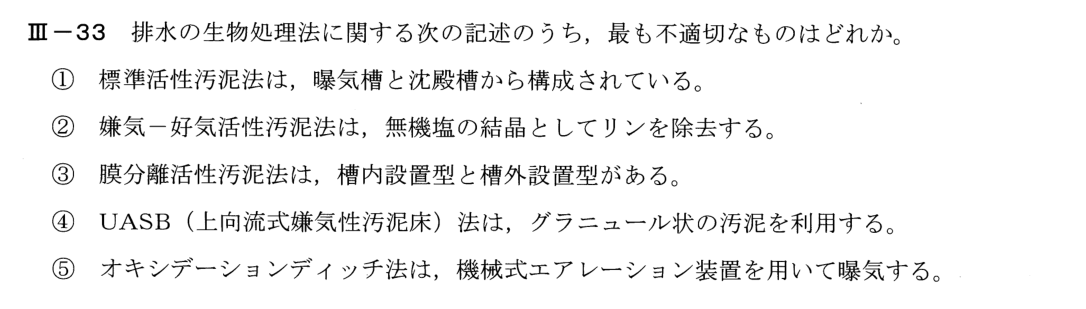 Ⅲ－33　排水の生物処理法に関する次の記述のうち，最も不適切なものはどれか。
①　標準活性汚泥法は，曝気槽と沈殿槽から構成されている。
②　嫌気－好気活性汚泥法は，無機塩の結晶としてリンを除去する。
③　膜分離活性汚泥法は，槽内設置型と槽外設置型がある。
④　UASB（上向流式嫌気性汚泥床）法は，グラニュール状の汚泥を利用する。
⑤　オキシデーションディッチ法は，機械式エアレーション装置を用いて曝気する。